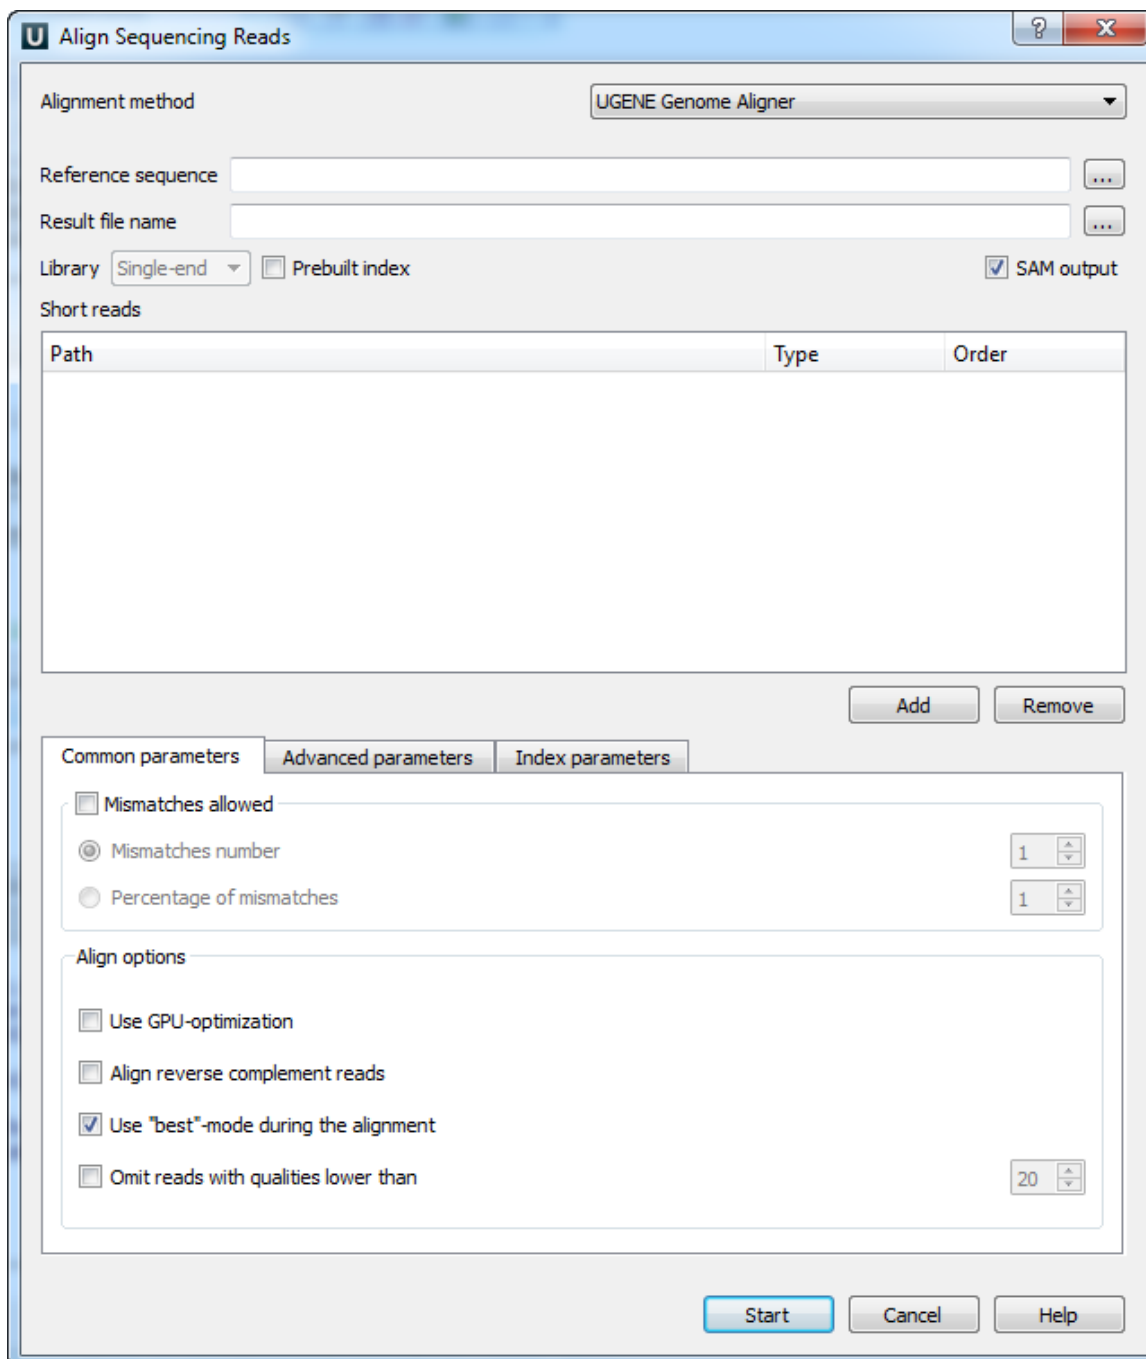 U Align Sequencing Reads ? X
Alignment method UGENE Genome Aligner
Reference sequence ...
Result file name ...
Library Single-end Prebuilt index SAM output
Short reads
Path Type Order
Add Remove
Common parameters Advanced parameters Index parameters
Mismatches allowed
Mismatches number 1
Percentage of mismatches 1
Align options
Use GPU-optimization
Align reverse complement reads
Use "best"-mode during the alignment
Omit reads with qualities lower than 20
Start Cancel Help